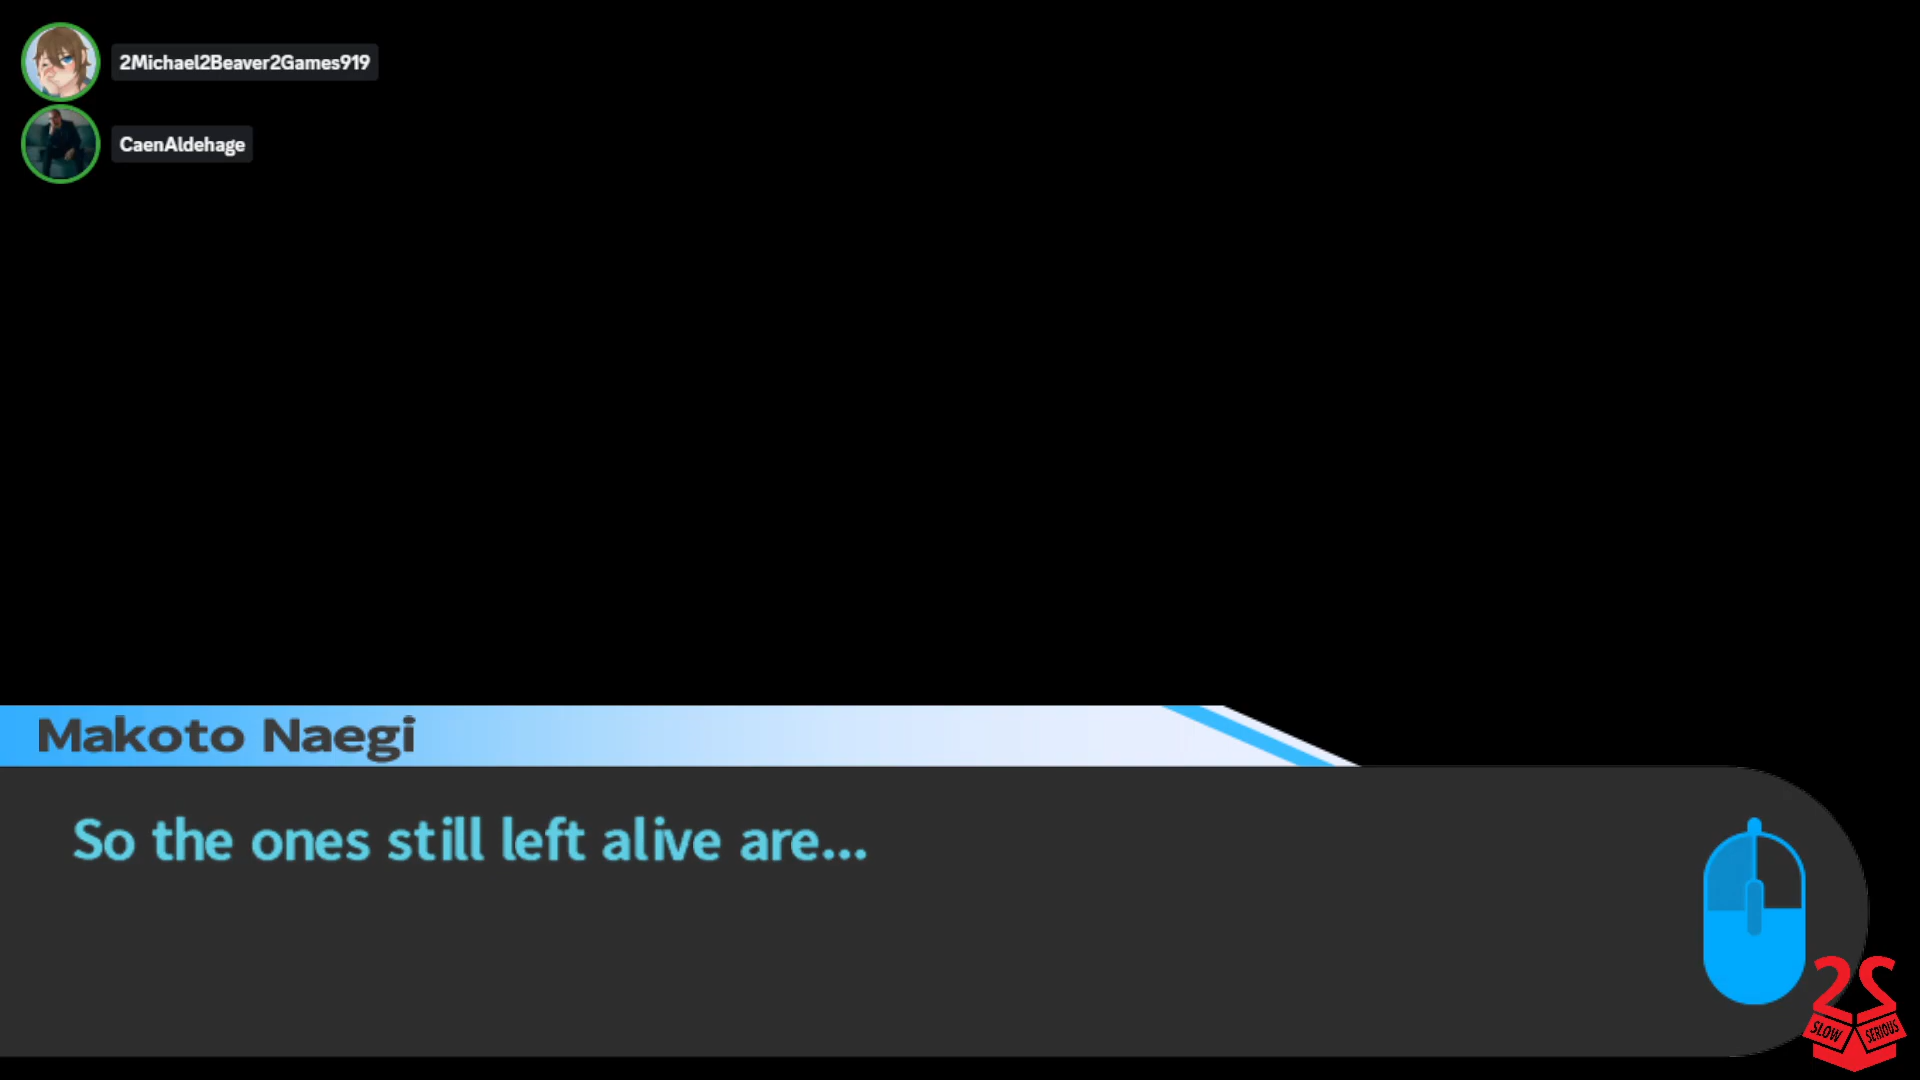 2Michael2Beaver2Games919
CaenAldehage
Makoto Naegi
So the ones still left alive are...
2S
SLOW
SERIOUS